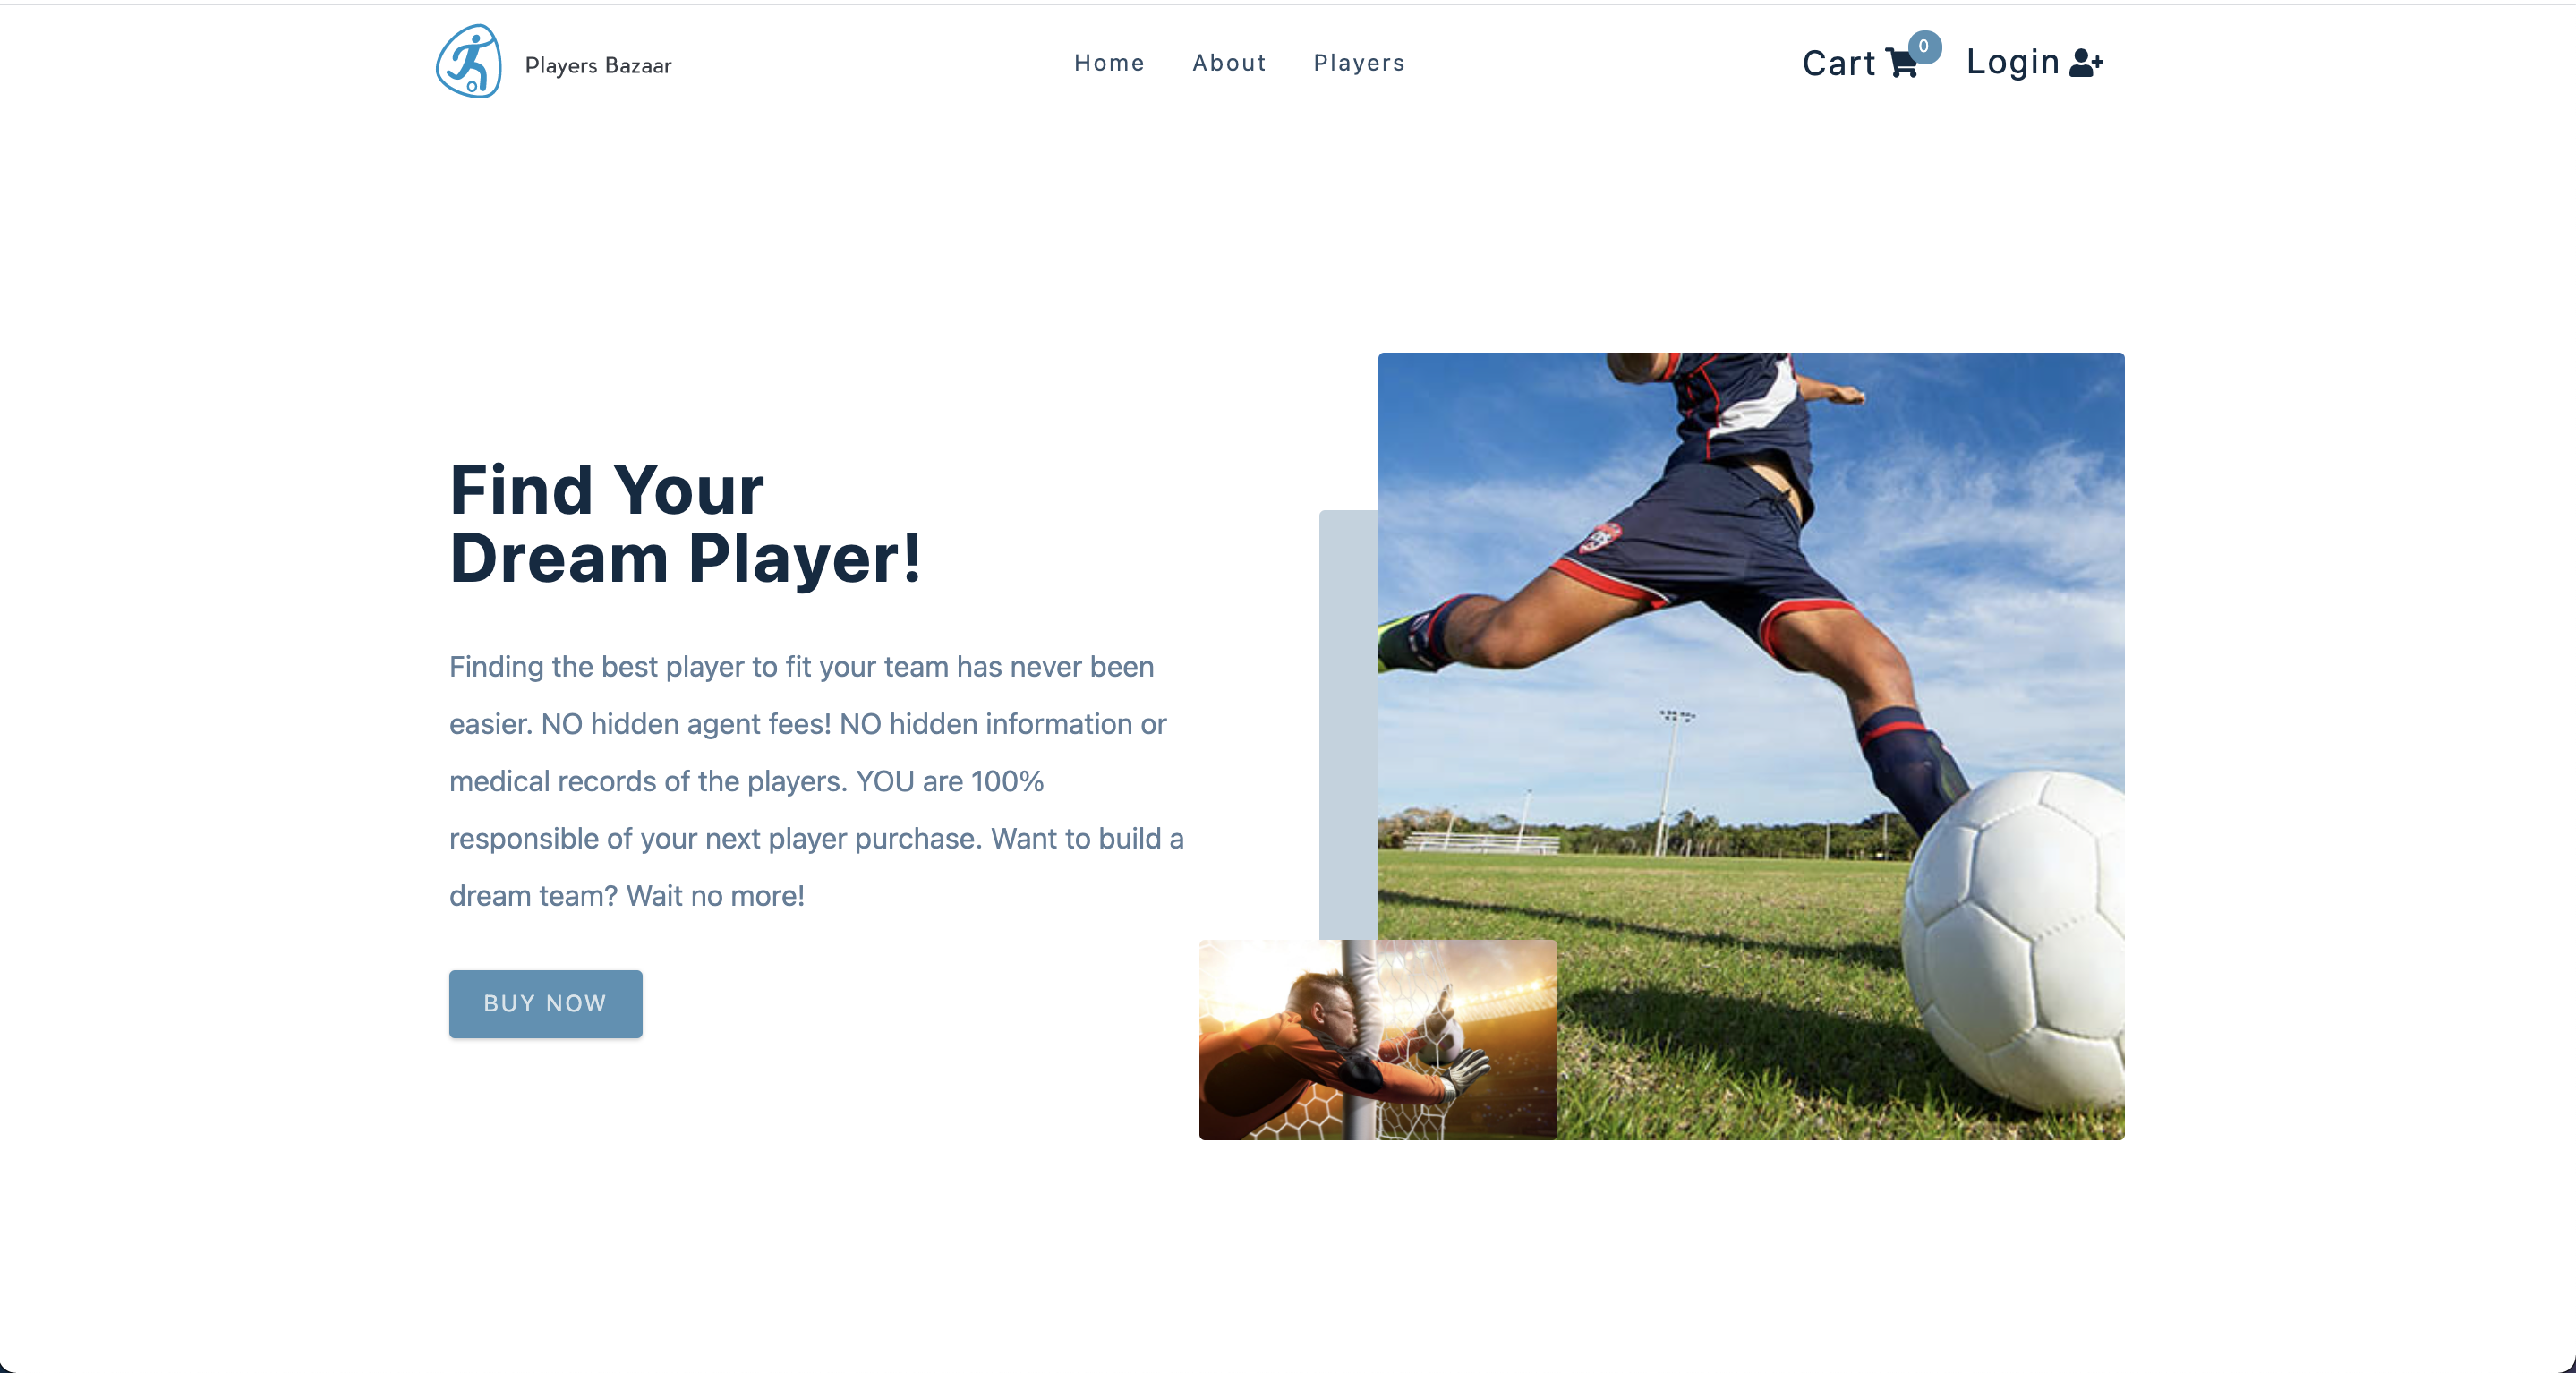 Players Bazaar
Home About Players
Cart 0 Login
Find Your
Dream Player!
Finding the best player to fit your team has never been
easier. NO hidden agent fees! NO hidden information or
medical records of the players. YOU are 100%
responsible of your next player purchase. Want to build a
dream team? Wait no more!
BUY NOW